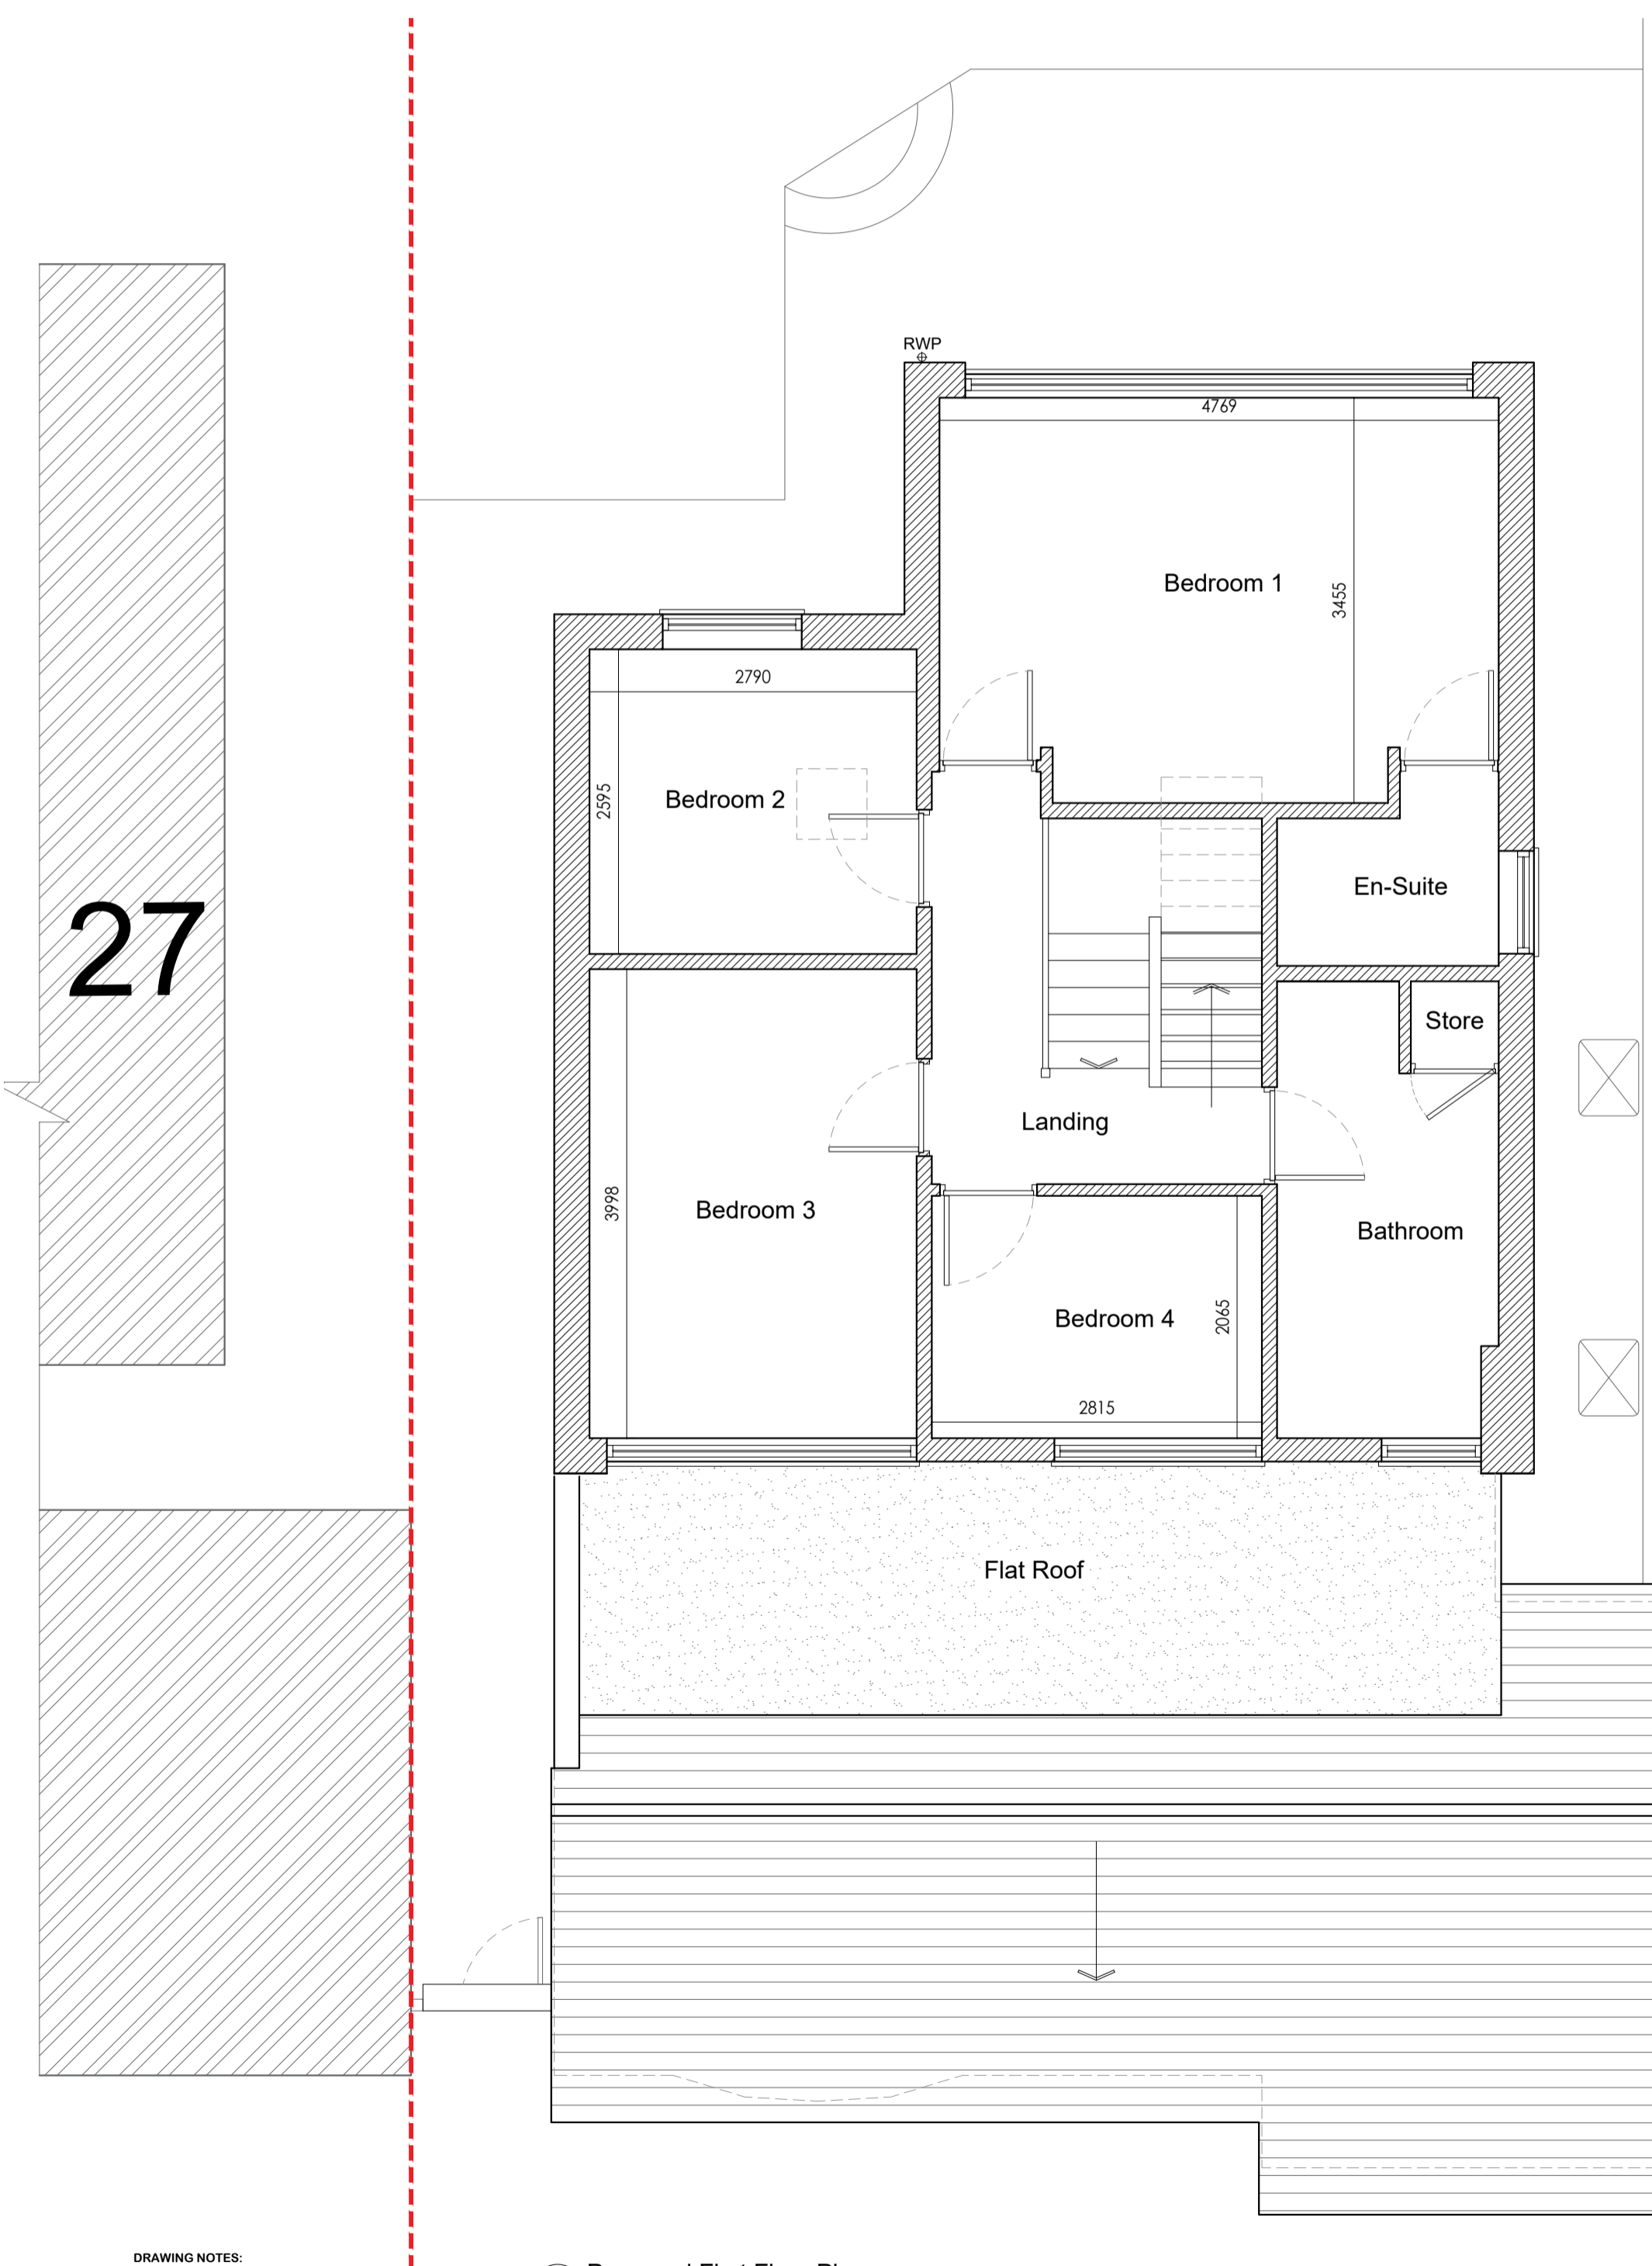 RWP
4769
Bedroom 1
3455
2790
2595
Bedroom 2
27
En-Suite
Store
Landing
3998
Bedroom 3
Bathroom
Bedroom 4
2065
2815
Flat Roof
DRAWING NOTES: